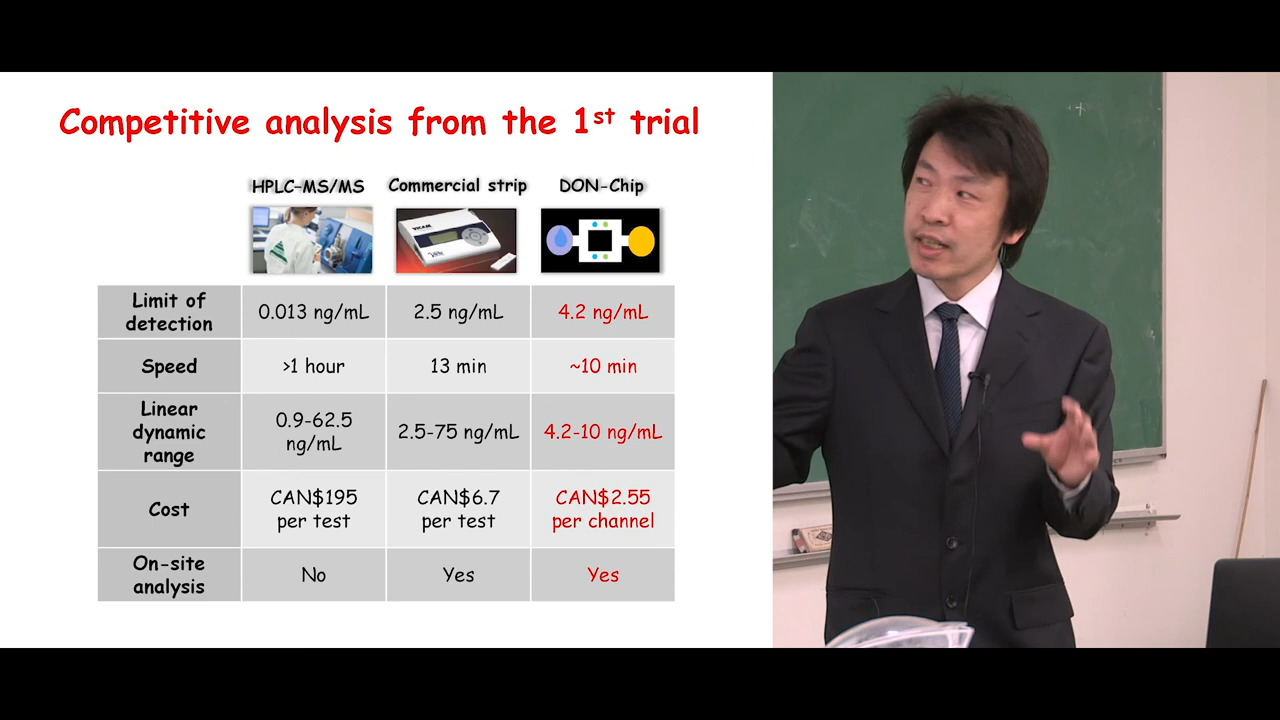 Competitive analysis from the 1st trial
HPLC-MS/MS Commercial strip DON-Chip
VICAM
Limit of detection 0.013 ng/mL 2.5 ng/mL 4.2 ng/mL
Speed >1 hour 13 min ~10 min
Linear dynamic range 0.9-62.5 ng/mL 2.5-75 ng/mL 4.2-10 ng/mL
Cost CAN$195 per test CAN$6.7 per test CAN$2.55 per channel
On-site analysis No Yes Yes